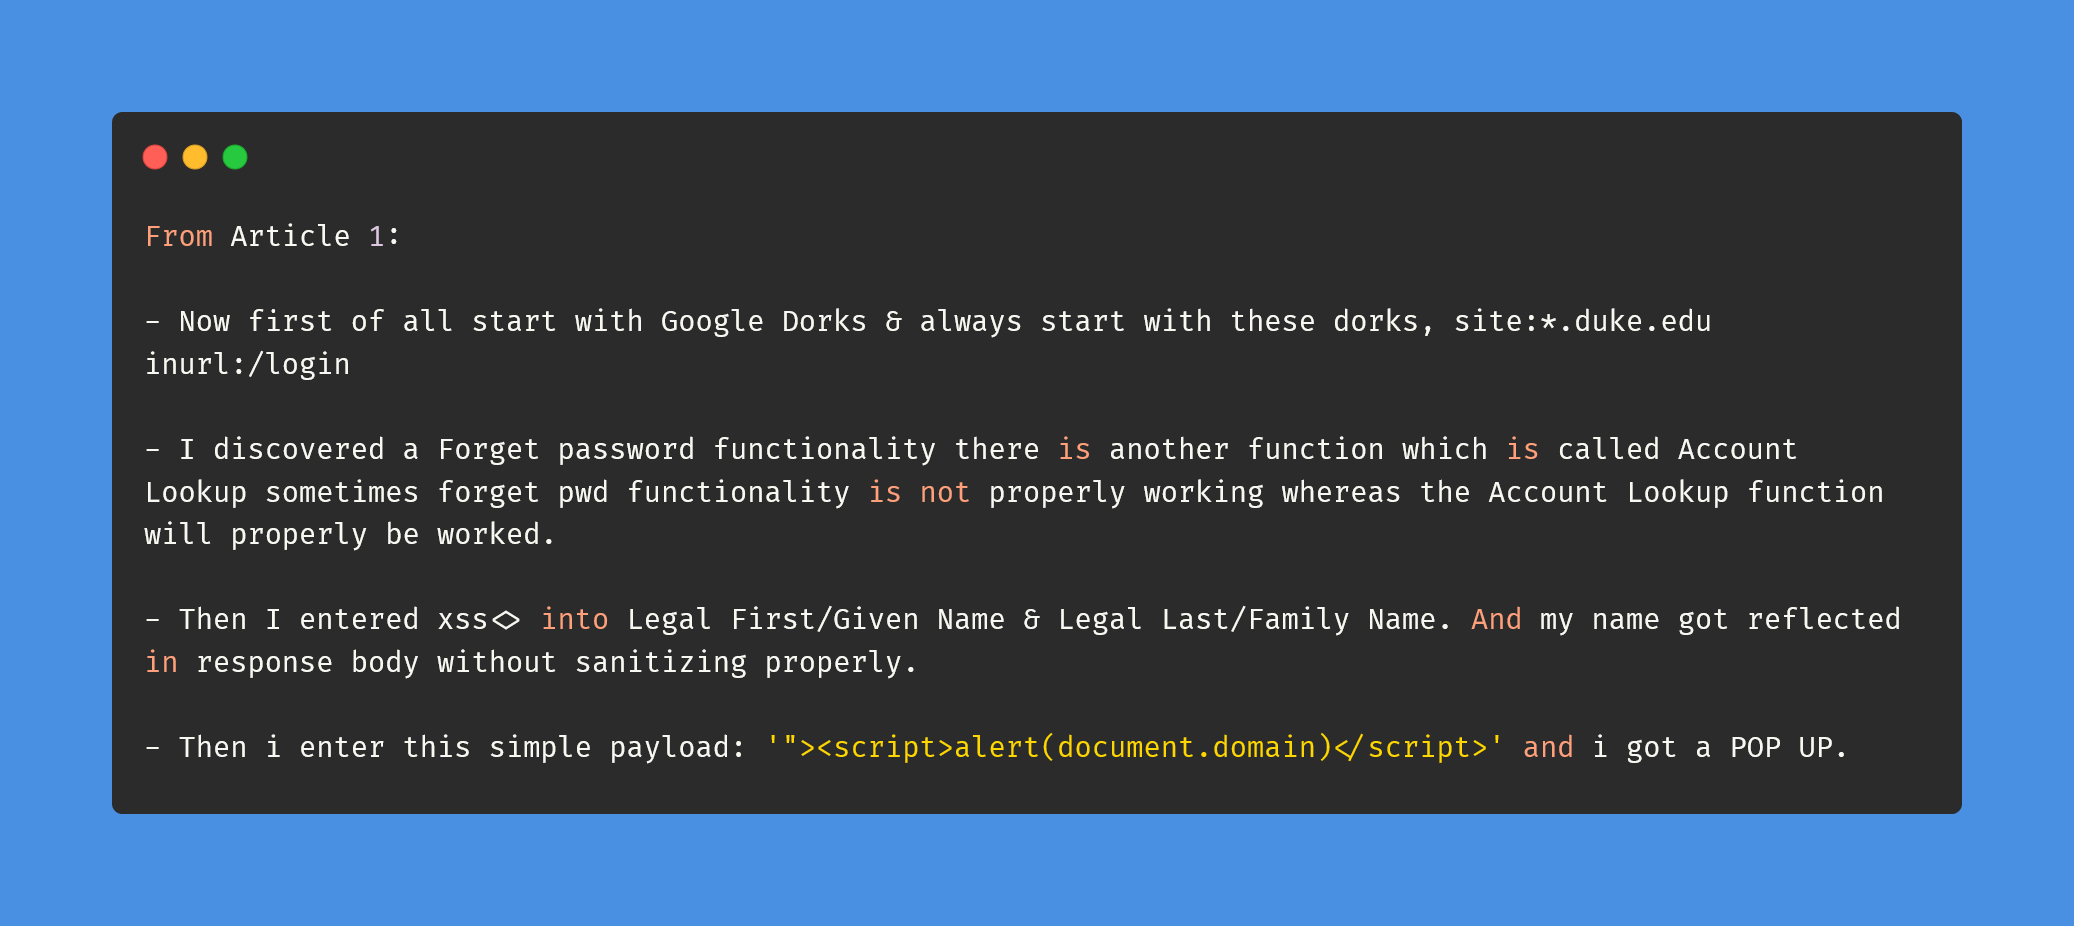 From Article 1:
- Now first of all start with Google Dorks & always start with these dorks, site:*.duke.edu
inurl:/login
- I discovered a Forget password functionality there is another function which is called Account
Lookup sometimes forget pwd functionality is not properly working whereas the Account Lookup function
will properly be worked.
- Then I entered xss<> into Legal First/Given Name & Legal Last/Family Name. And my name got reflected
in response body without sanitizing properly.
- Then i enter this simple payload: '"><script>alert(document.domain)</script>' and i got a POP UP.